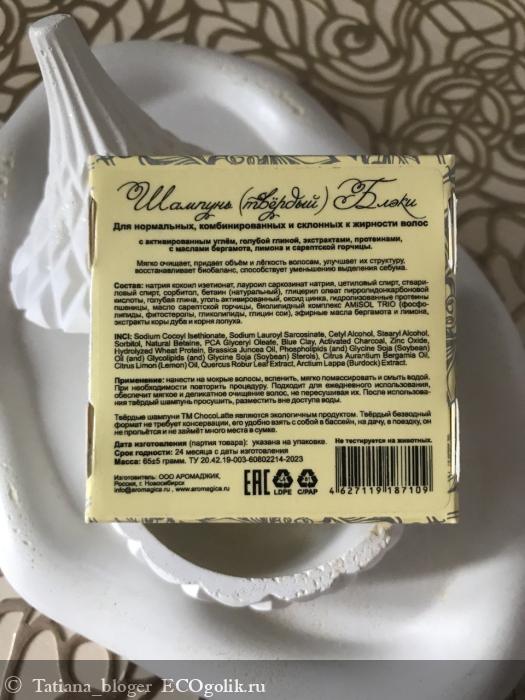 Шампунь (твёрдый) Блэки
Для нормальных, комбинированных и склонных к жирности волос
с активированным углём, голубой глиной, экстрактами, протеинами,
с маслами бергамота, лимона и сарептской горчицы.
Мягко очищает, придает объём и лёгкость волосам, улучшает их структуру,
восстанавливает биобаланс, способствует уменьшению выделения себума.
Состав: натрия кокоил изетионат, лауроил саркозинат натрия, цетиловый спирт, стеари-
ловый спирт, сорбитол, бетаин (натуральный), глицерил олеат пирролидонкарбоновой
кислоты, голубая глина, уголь активированный, оксид цинка, гидролизованные протеины
пшеницы, масло сарептской горчицы, биолипидный комплекс AMISOL TRIO (фосфо-
липиды, фитостеролы, гликолипиды, глицин сои), эфирные масла бергамота и лимона,
экстракты коры дуба и корня лопуха.
INCI: Sodium Cocoyl Isethionate, Sodium Lauroyl Sarcosinate, Cetyl Alcohol, Stearyl Alcohol,
Sorbitol, Natural Betaine, PCA Glyceryl Oleate, Blue Clay, Activated Charcoal, Zinc Oxide,
Hydrolyzed Wheat Protein, Brassica Juncea Oil, Phospholipids (and) Glycine Soja (Soybean)
Oil (and) Glycolipids (and) Glycine Soja (Soybean) Sterols), Citrus Aurantium Bergamia Oil,
Citrus Limon (Lemon) Oil, Quercus Robur Leaf Extract, Arctium Lappa (Burdock) Extract.
Применение: нанести на мокрые волосы, вспенить, мягко помассировать и смыть водой.
При необходимости повторить процедуру. Подходит для ежедневного использования,
обеспечит мягкое и деликатное очищение волос, не пересушивая их. После использова-
ния твёрдый шампунь просушить, разместить вне доступа воды.
Твёрдые шампуни ТМ ChocoLatte являются экологичным продуктом. Твёрдый безводный
формат не требует консервации, его удобно взять с собой в бассейн, на дачу, в поездку, он
не прольётся и не займёт много места в сумке.
Дата изготовления (партия товара): указана на упаковке.
Срок годности: 24 месяца с даты изготовления
Масса: 65±5 грамм. ТУ 20.42.19-003-60802214-2023
Не тестируется на животных.
Изготовитель: ООО АРОМАДЖИК,
Россия, г. Новосибирск
info@aromagica.ru, www.aromagica.ru
EAC
4
LDPE
21
C/PAP
4 627119 187109
© Tatiana_bloger ECOgolik.ru